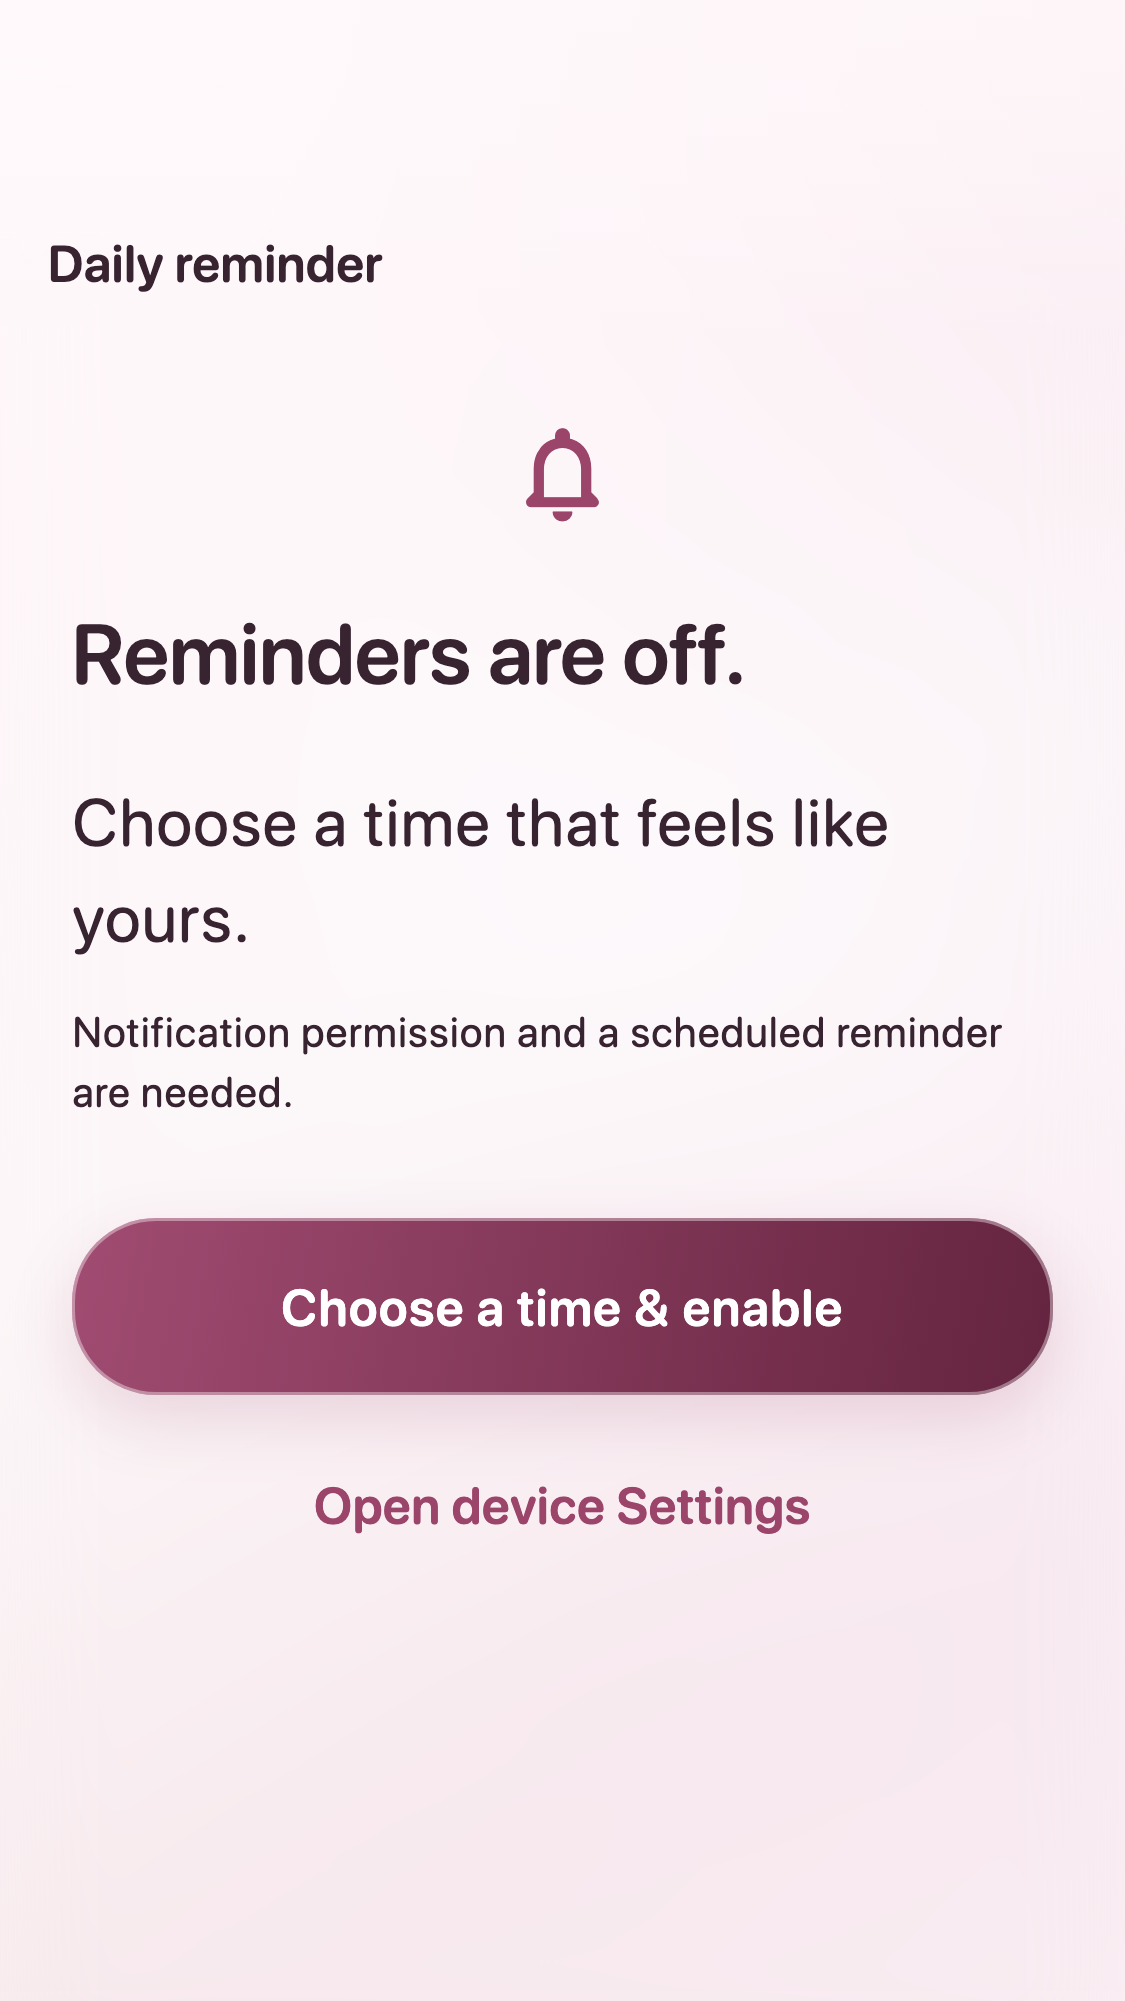 Daily reminder
Reminders are off.
Choose a time that feels like
yours.
Notification permission and a scheduled reminder
are needed.
Choose a time & enable
Open device Settings